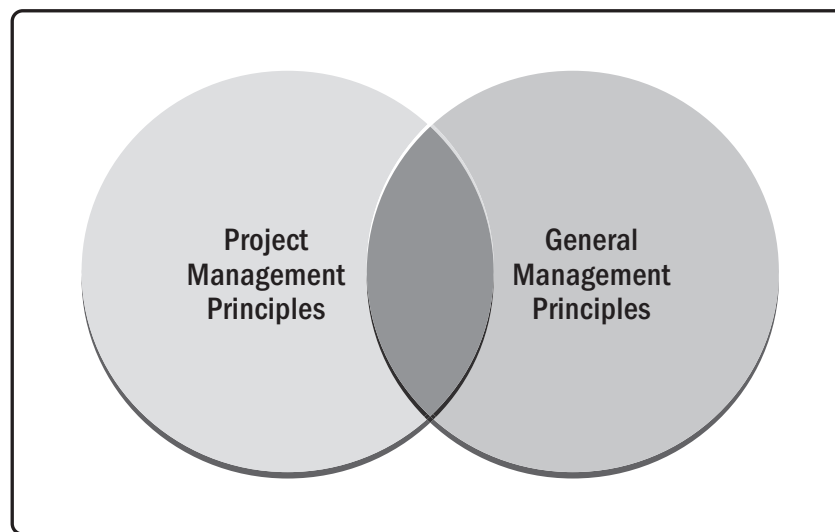 Project
Management
Principles
General
Management
Principles